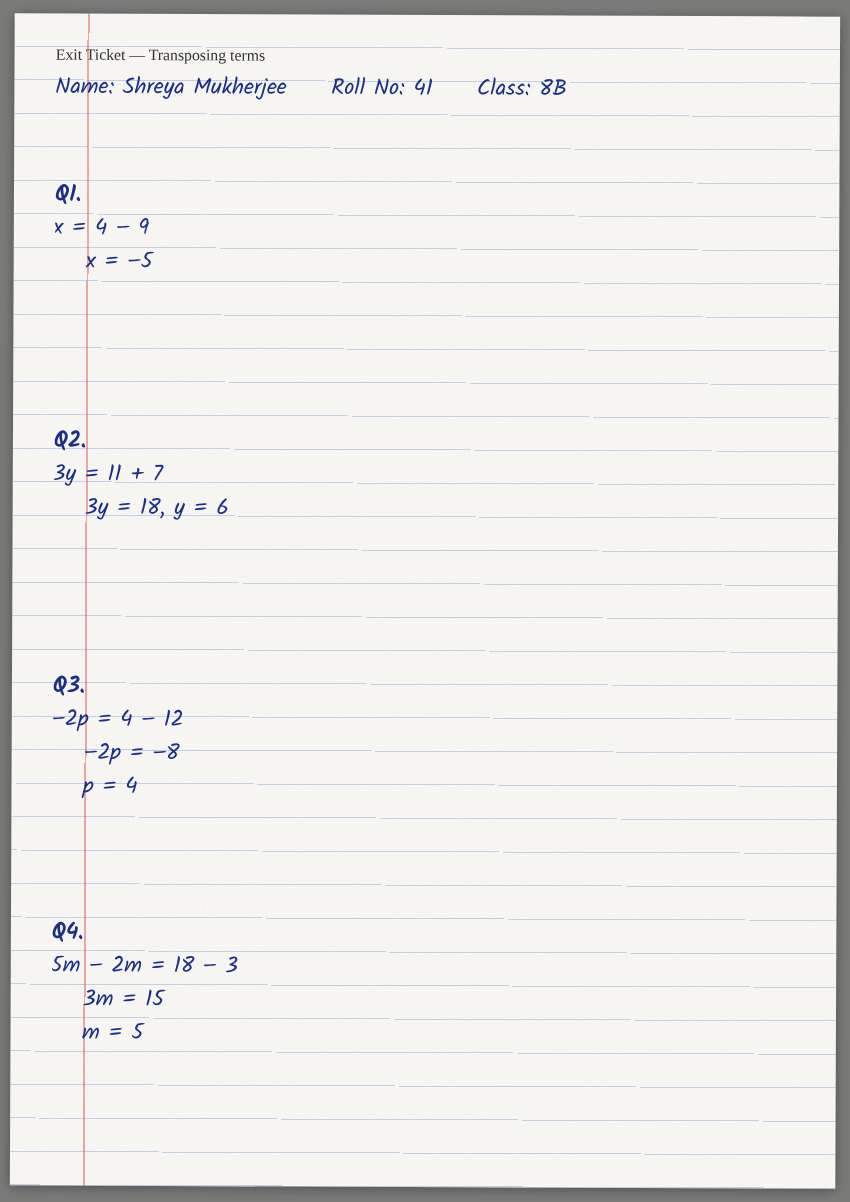 Exit Ticket — Transposing terms
Name: Shreya Mukherjee Roll No: 41 Class: 8B
Q1.
x = 4 − 9
x = −5
Q2.
3y = 11 + 7
3y = 18, y = 6
Q3.
−2p = 4 − 12
−2p = −8
p = 4
Q4.
5m − 2m = 18 − 3
3m = 15
m = 5